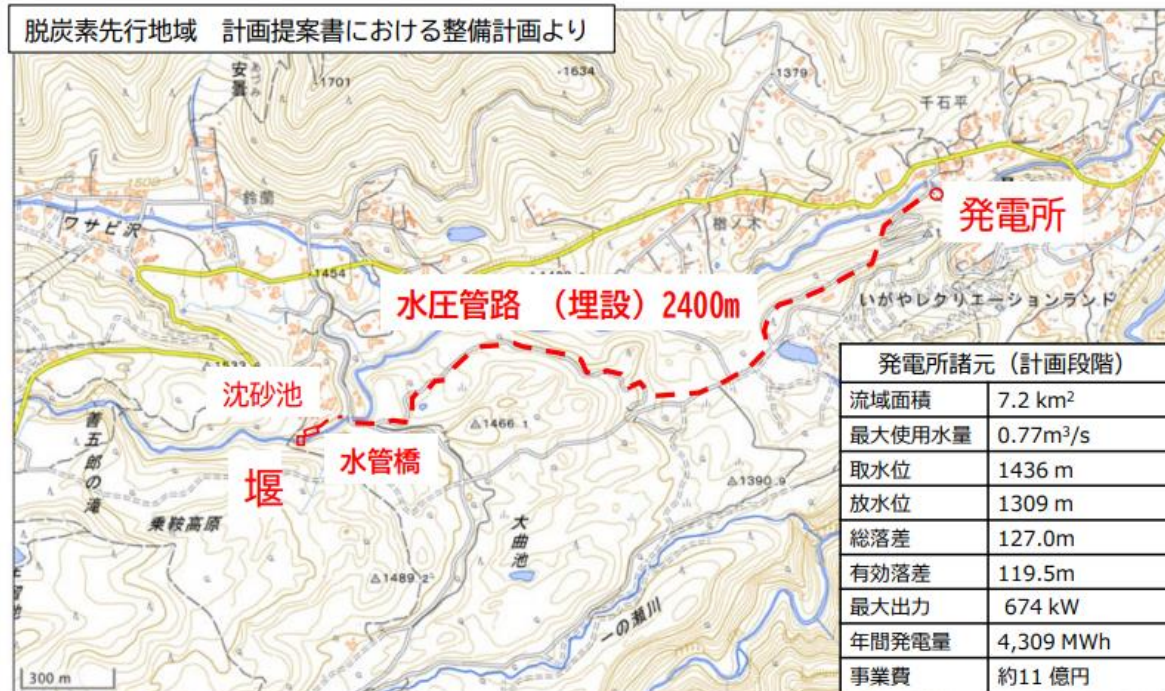 脱炭素先行地域 計画提案書における整備計画より
安曇
あづみ
・1701
・1634
・1379
千石平
鈴蘭
ワサビ沢
発電所
楢ノ木
・1454
水圧管路 (埋設) 2400m
いがやレクリエーションランド
沈砂池
△1466.1
水管橋
堰
善五郎の滝
乗鞍高原
大曲池
△1390.9
△1489.2
一の瀬川
300 m
発電所諸元(計画段階)
流域面積 7.2 km²
最大使用水量 0.77m³/s
取水位 1436 m
放水位 1309 m
総落差 127.0m
有効落差 119.5m
最大出力 674 kW
年間発電量 4,309 MWh
事業費 約11 億円